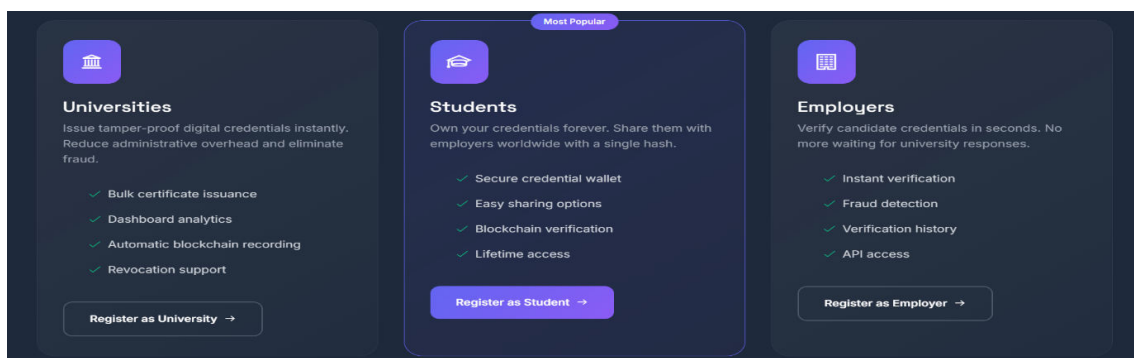 Most Popular
Universities
Issue tamper-proof digital credentials instantly.
Reduce administrative overhead and eliminate
fraud.
Bulk certificate issuance
Dashboard analytics
Automatic blockchain recording
Revocation support
Register as University →
Students
Own your credentials forever. Share them with
employers worldwide with a single hash.
Secure credential wallet
Easy sharing options
Blockchain verification
Lifetime access
Register as Student →
Employers
Verify candidate credentials in seconds. No
more waiting for university responses.
Instant verification
Fraud detection
Verification history
API access
Register as Employer →